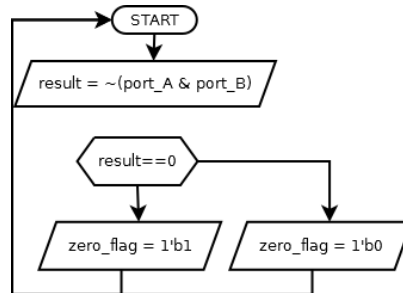 START
result = ~(port_A & port_B)
result==0
zero_flag = 1'b1
zero_flag = 1'b0